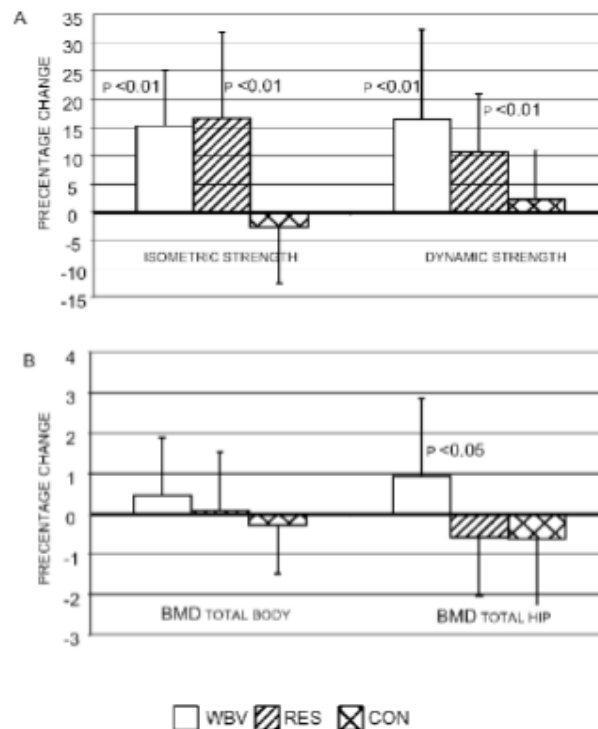 A
PRECENTAGE CHANGE
35
30
25
20
15
10
5
0
-5
-10
-15
P <0.01
P <0.01
P <0.01
P <0.01
ISOMETRIC STRENGTH
DYNAMIC STRENGTH
B
PRECENTAGE CHANGE
4
3
2
1
0
-1
-2
-3
P <0.05
BMD TOTAL BODY
BMD TOTAL HIP
WBV RES CON